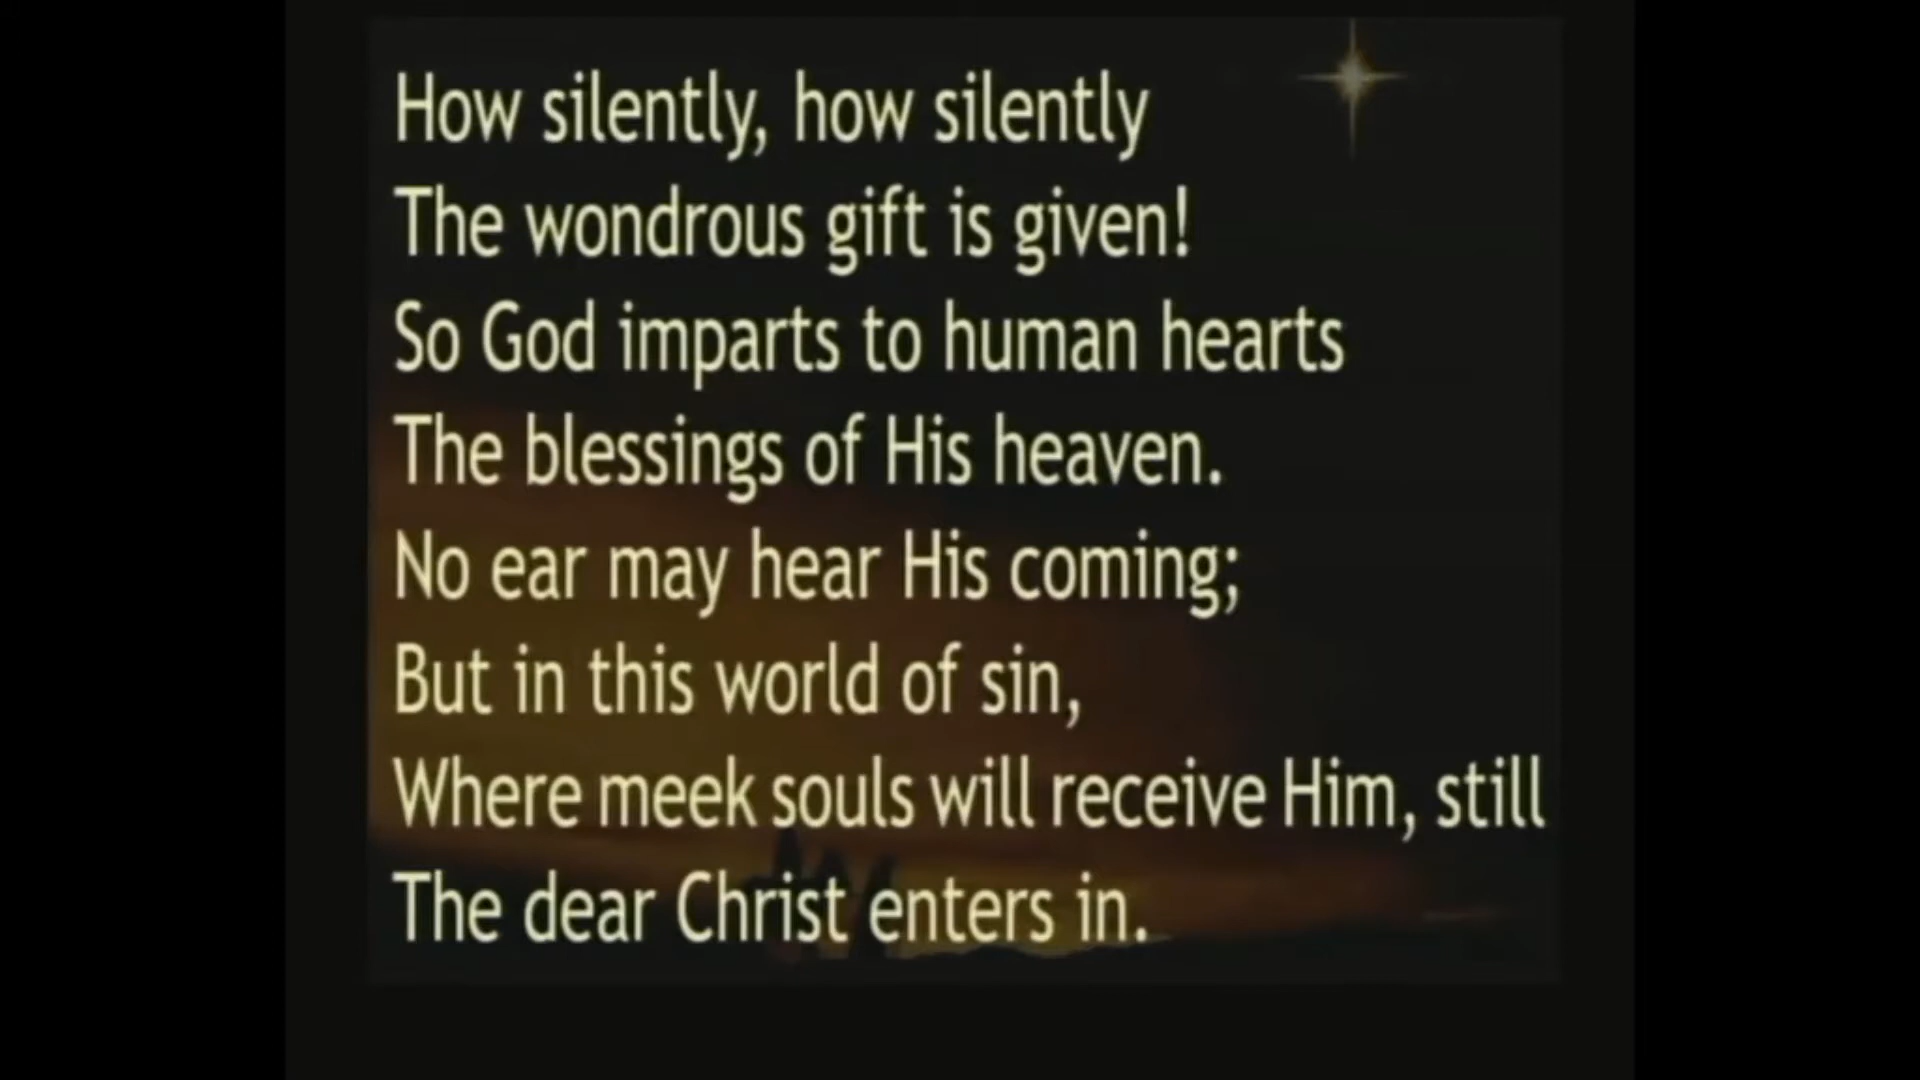 How silently, how silently
The wondrous gift is given!
So God imparts to human hearts
The blessings of His heaven.
No ear may hear His coming;
But in this world of sin,
Where meek souls will receive Him, still
The dear Christ enters in.